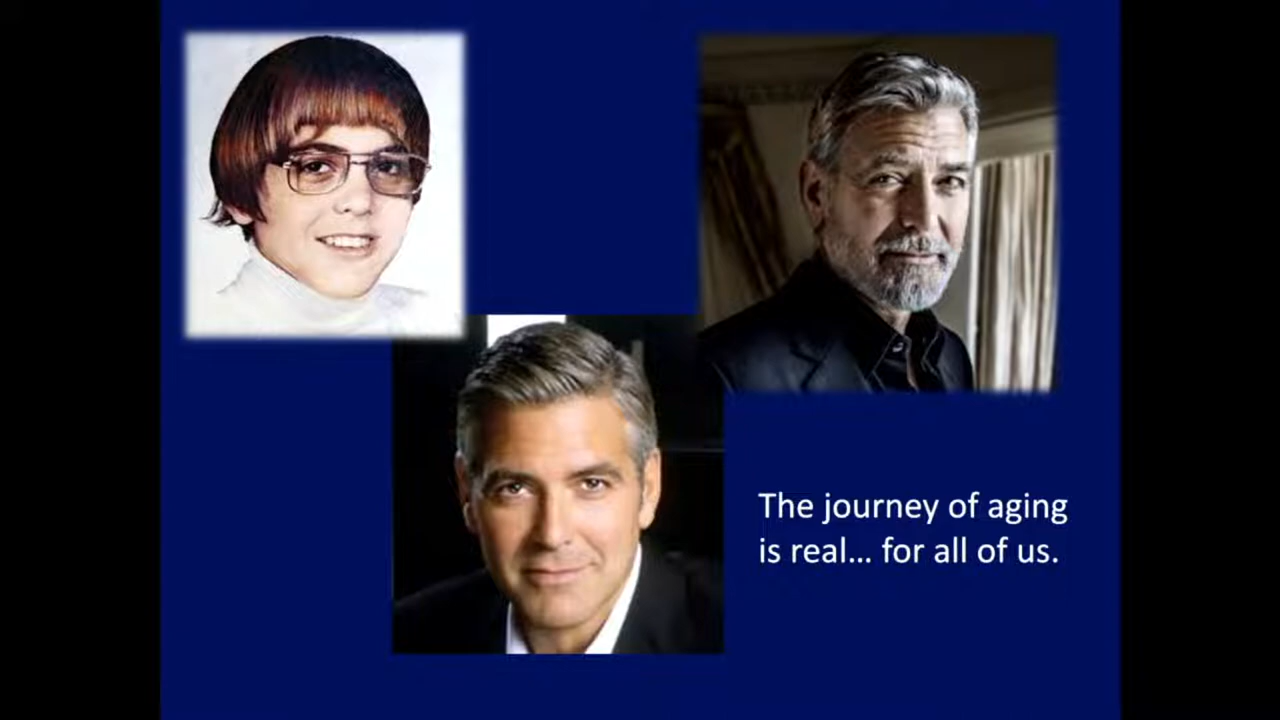 The journey of aging
is real... for all of us.